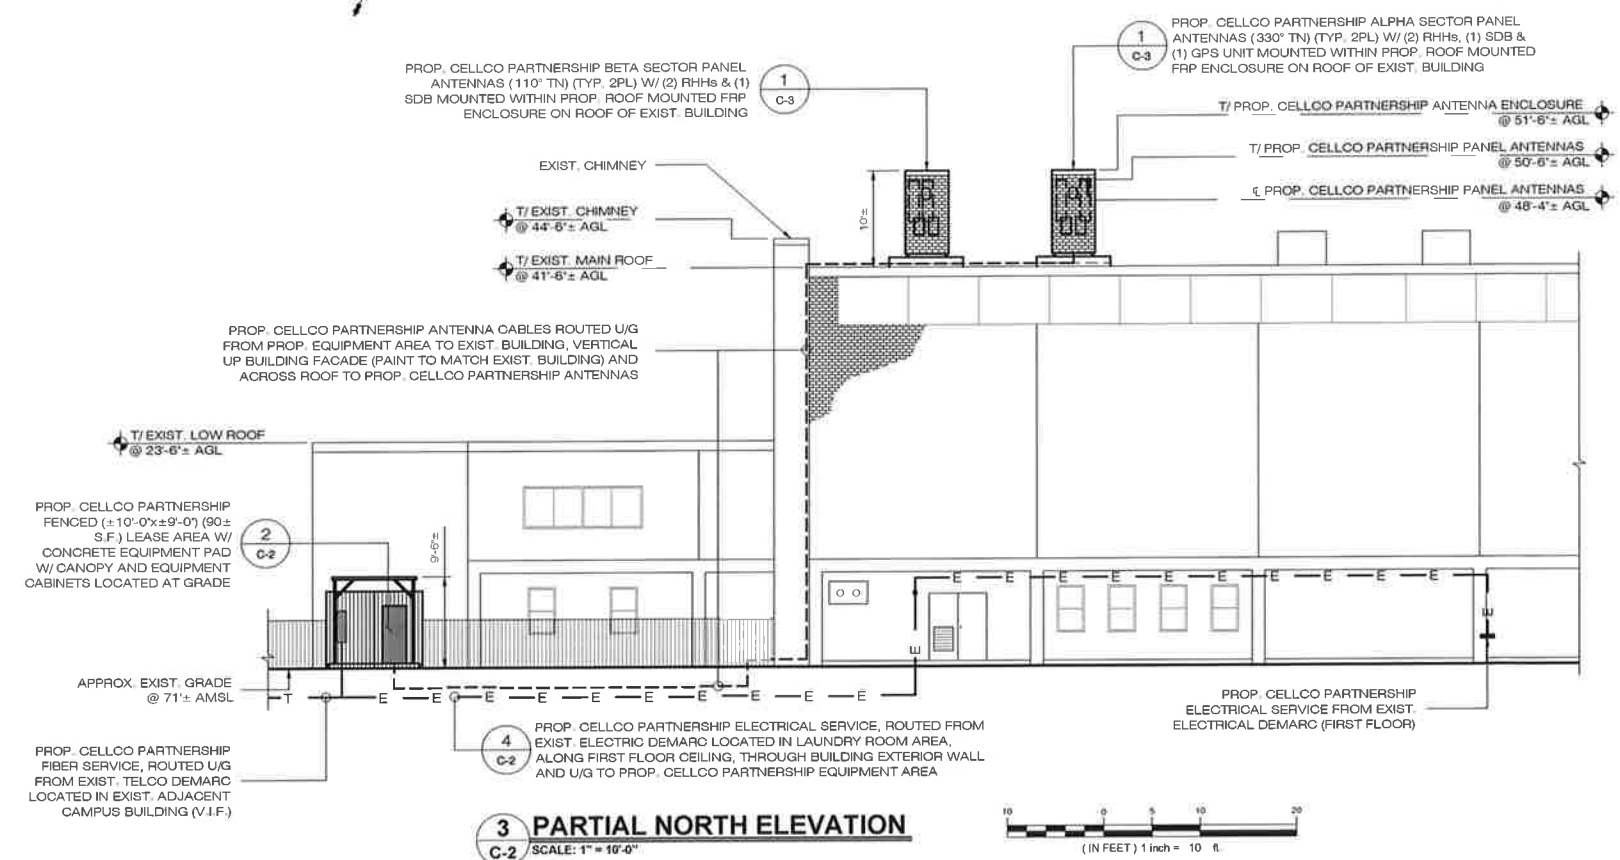 PROP. CELLCO PARTNERSHIP BETA SECTOR PANEL
ANTENNAS (110° TN) (TYP. 2PL) W/ (2) RHHs & (1)
SDB MOUNTED WITHIN PROP. ROOF MOUNTED FRP
ENCLOSURE ON ROOF OF EXIST. BUILDING
1
C-3
1
C-3
PROP. CELLCO PARTNERSHIP ALPHA SECTOR PANEL
ANTENNAS (330° TN) (TYP. 2PL) W/ (2) RHHs, (1) SDB &
(1) GPS UNIT MOUNTED WITHIN PROP. ROOF MOUNTED
FRP ENCLOSURE ON ROOF OF EXIST. BUILDING
T/ PROP. CELLCO PARTNERSHIP ANTENNA ENCLOSURE
@ 51'-6"± AGL
T/ PROP. CELLCO PARTNERSHIP PANEL ANTENNAS
@ 50'-6"± AGL
℄ PROP. CELLCO PARTNERSHIP PANEL ANTENNAS
@ 48'-4"± AGL
EXIST. CHIMNEY
T/ EXIST. CHIMNEY
@ 44'-6"± AGL
T/ EXIST. MAIN ROOF
@ 41'-6"± AGL
10'±
PROP. CELLCO PARTNERSHIP ANTENNA CABLES ROUTED U/G
FROM PROP. EQUIPMENT AREA TO EXIST. BUILDING, VERTICAL
UP BUILDING FACADE (PAINT TO MATCH EXIST. BUILDING) AND
ACROSS ROOF TO PROP. CELLCO PARTNERSHIP ANTENNAS
T/ EXIST. LOW ROOF
@ 23'-6"± AGL
PROP. CELLCO PARTNERSHIP
FENCED (±10'-0"x±9'-0") (90±
S.F.) LEASE AREA W/
CONCRETE EQUIPMENT PAD
W/ CANOPY AND EQUIPMENT
CABINETS LOCATED AT GRADE
2
C-2
9'-6"±
E E E E E E E E E E
E
E
APPROX. EXIST. GRADE
@ 71'± AMSL
T E E E E E E E E E E
PROP. CELLCO PARTNERSHIP
ELECTRICAL SERVICE FROM EXIST.
ELECTRICAL DEMARC (FIRST FLOOR)
PROP. CELLCO PARTNERSHIP
FIBER SERVICE, ROUTED U/G
FROM EXIST. TELCO DEMARC
LOCATED IN EXIST. ADJACENT
CAMPUS BUILDING (V.I.F.)
4
C-2
PROP. CELLCO PARTNERSHIP ELECTRICAL SERVICE, ROUTED FROM
EXIST. ELECTRIC DEMARC LOCATED IN LAUNDRY ROOM AREA,
ALONG FIRST FLOOR CEILING, THROUGH BUILDING EXTERIOR WALL
AND U/G TO PROP. CELLCO PARTNERSHIP EQUIPMENT AREA
3
C-2
PARTIAL NORTH ELEVATION
SCALE: 1" = 10'-0"
10 0 5 10 20
( IN FEET ) 1 inch = 10 ft.